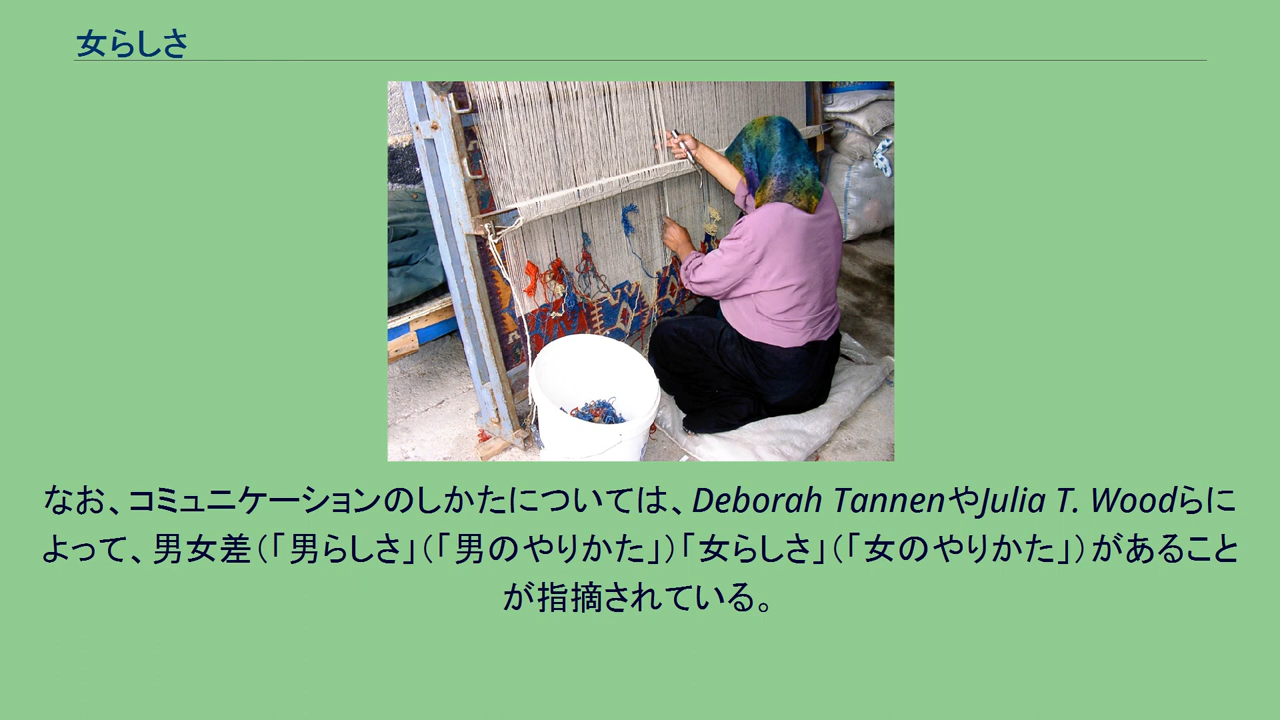 女らしさ
なお、コミュニケーションのしかたについては、Deborah TannenやJulia T. Woodらに
よって、男女差（「男らしさ」（「男のやりかた」）「女らしさ」（「女のやりかた」）があること
が指摘されている。